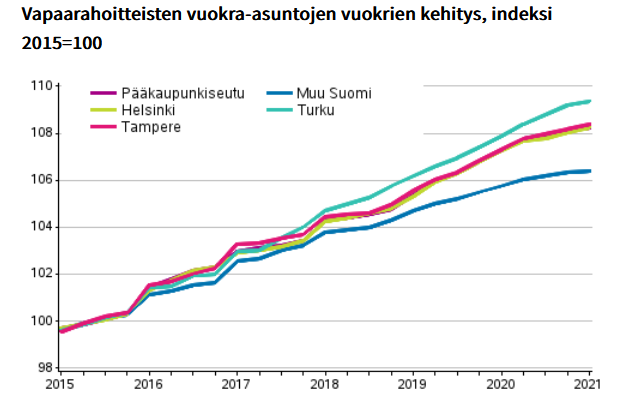 Vapaarahoitteisten vuokra-asuntojen vuokrien kehitys, indeksi
2015=100
110
108
106
104
102
100
98
Pääkaupunkiseutu
Muu Suomi
Helsinki
Turku
Tampere
2015 2016 2017 2018 2019 2020 2021